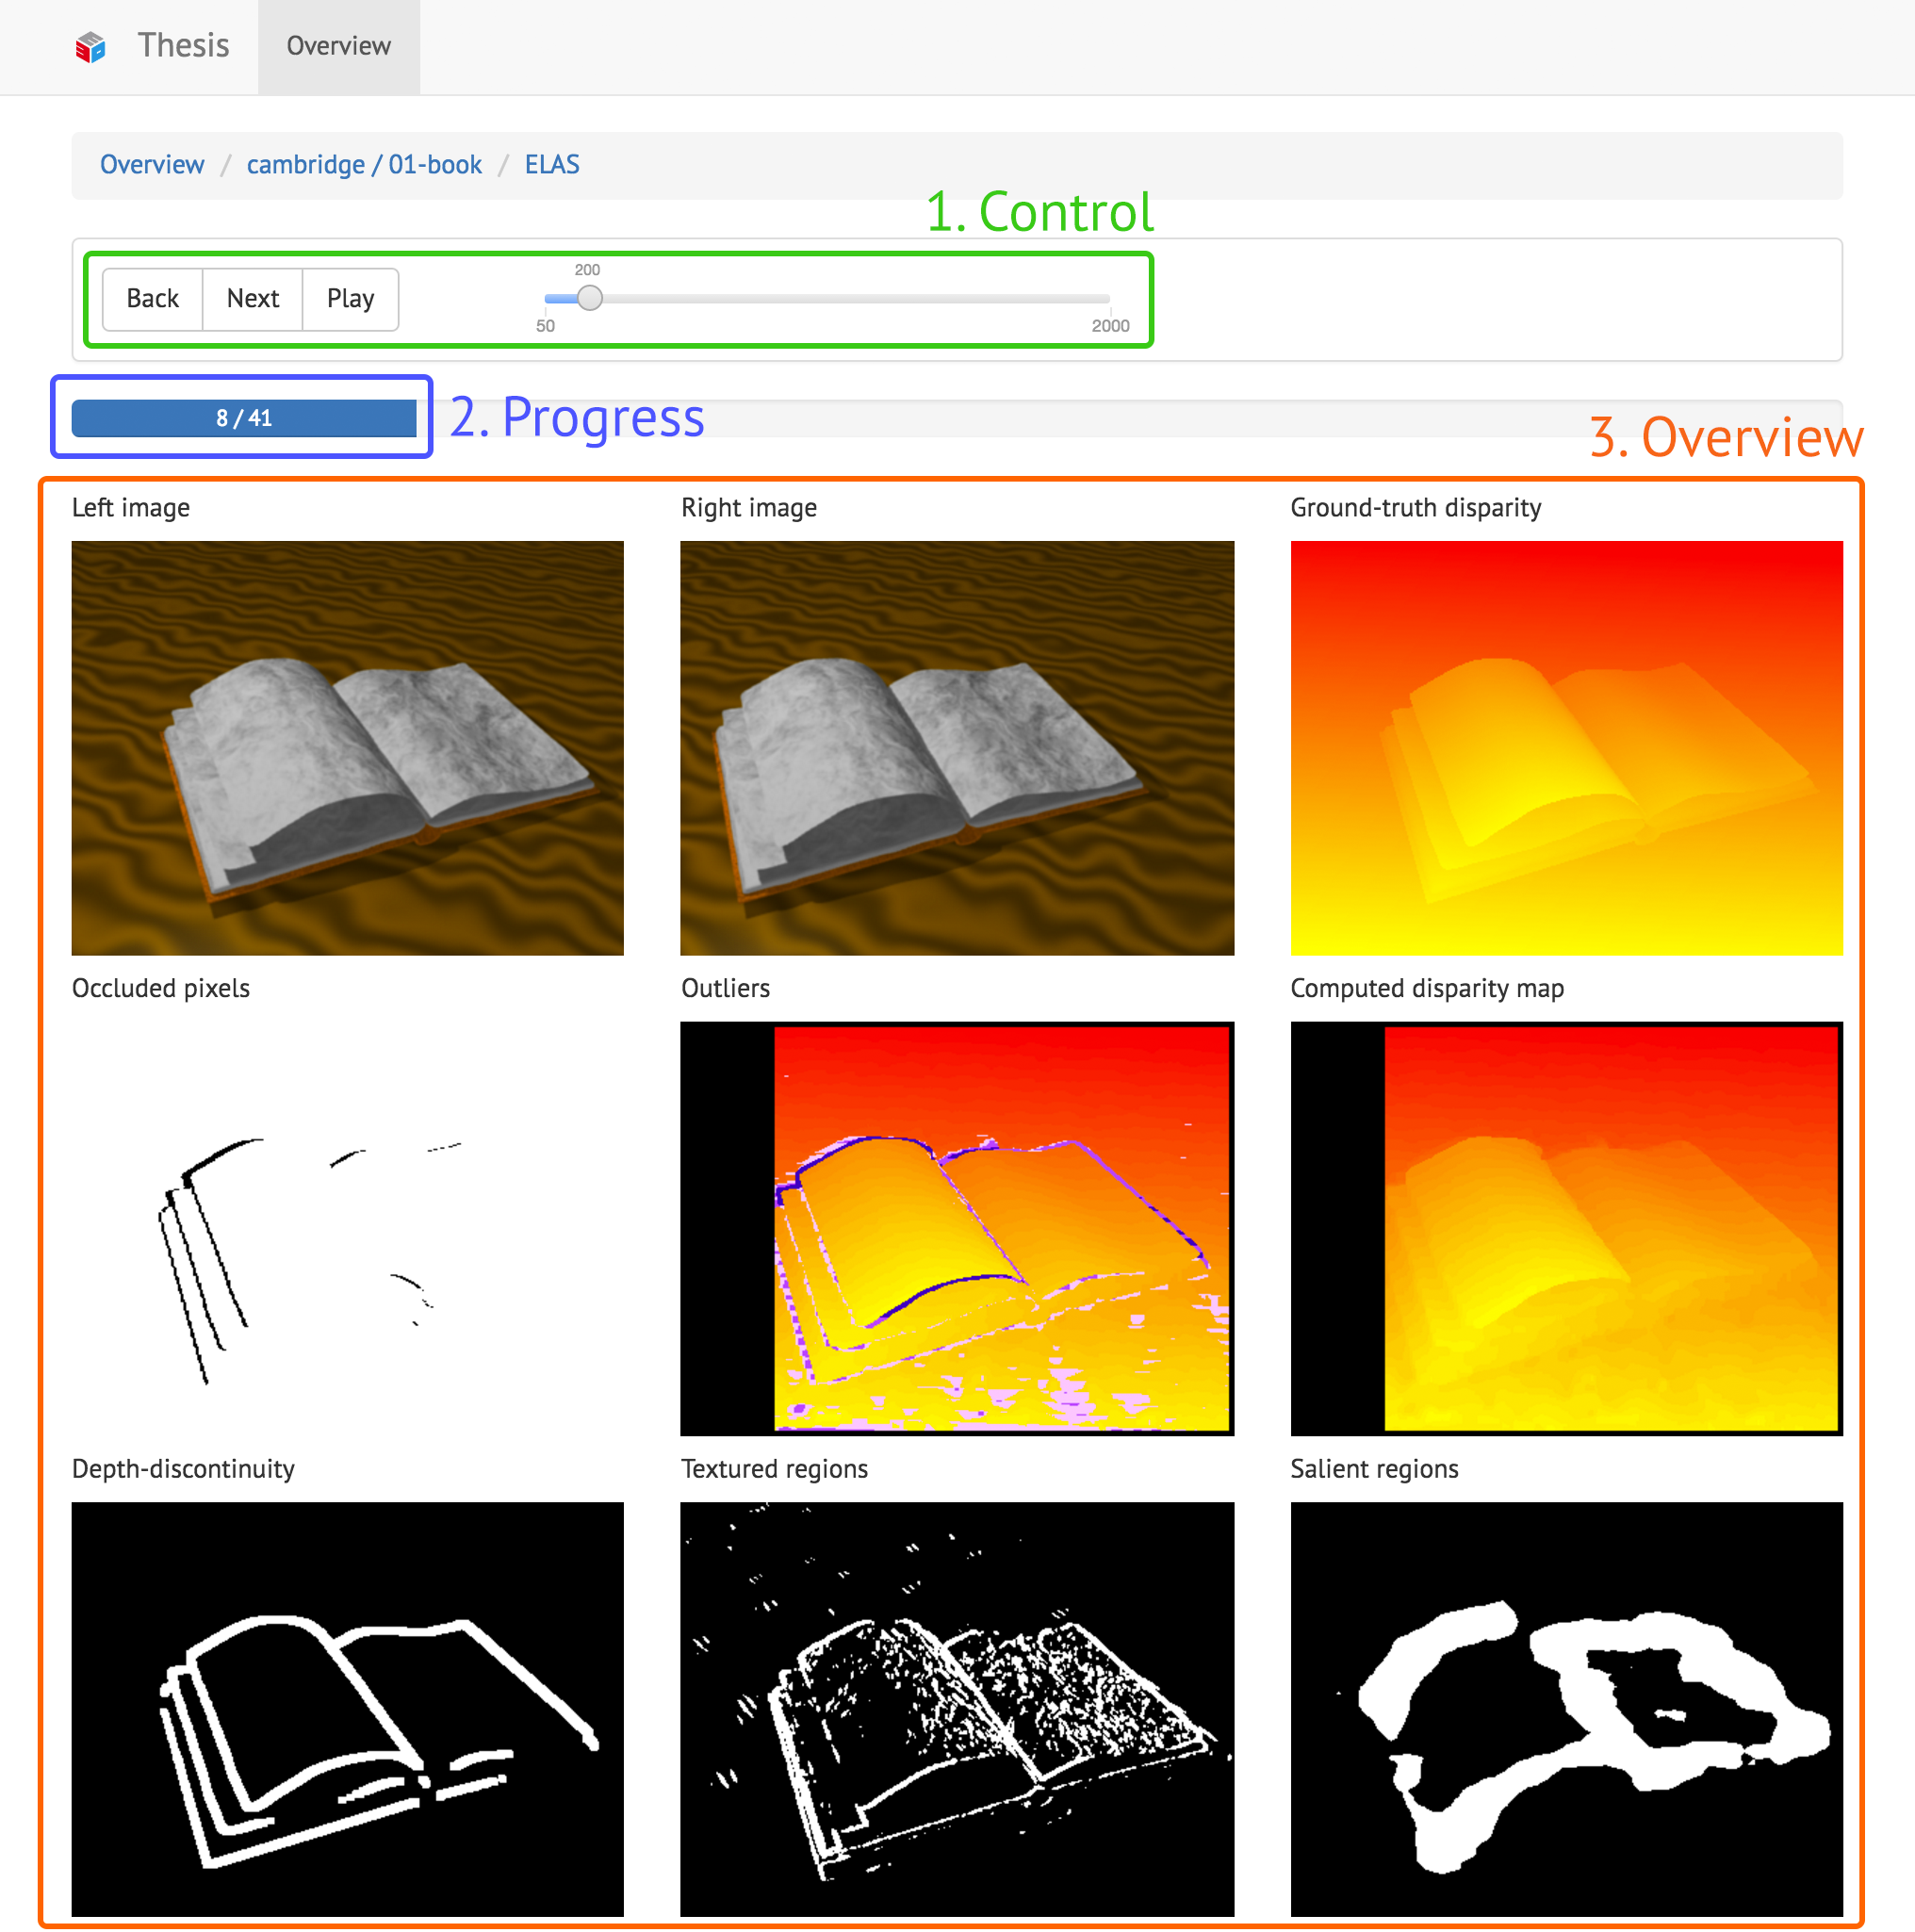 Thesis
Overview
Overview / cambridge / 01-book / ELAS
1. Control
Back Next Play
200
50 2000
8 / 41
2. Progress
3. Overview
Left image
Right image
Ground-truth disparity
Occluded pixels
Outliers
Computed disparity map
Depth-discontinuity
Textured regions
Salient regions